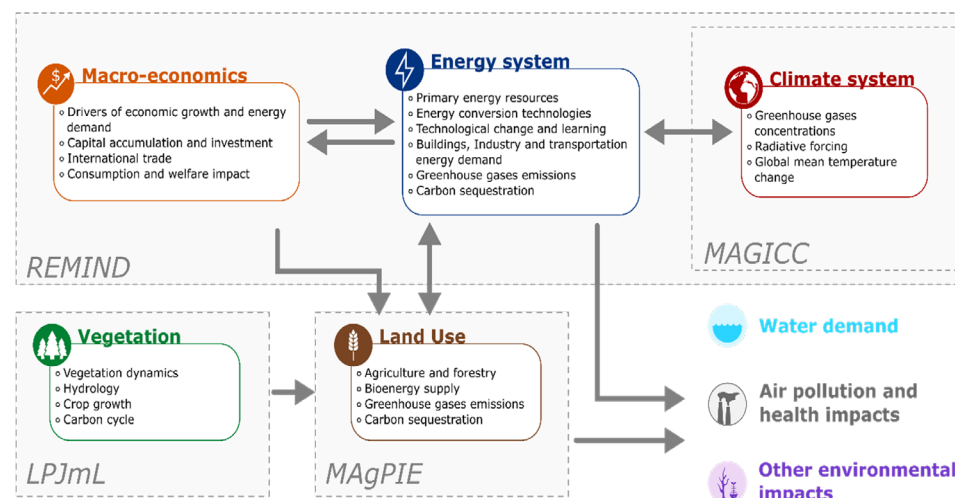 Macro-economics
Drivers of economic growth and energy
demand
Capital accumulation and investment
International trade
Consumption and welfare impact
Energy system
Primary energy resources
Energy conversion technologies
Technological change and learning
Buildings, Industry and transportation
energy demand
Greenhouse gases emissions
Carbon sequestration
Climate system
Greenhouse gases
concentrations
Radiative forcing
Global mean temperature
change
REMIND
MAGICC
Vegetation
Vegetation dynamics
Hydrology
Crop growth
Carbon cycle
LPJmL
Land Use
Agriculture and forestry
Bioenergy supply
Greenhouse gases emissions
Carbon sequestration
MAgPIE
Water demand
Air pollution and
health impacts
Other environmental
impacts